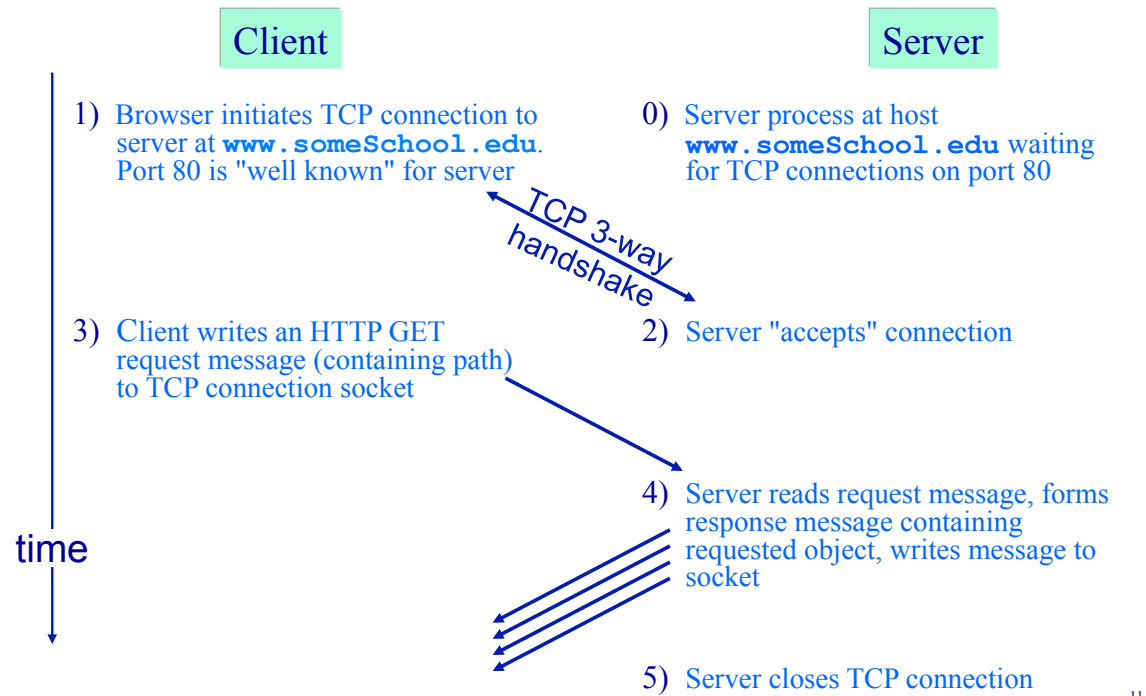 Client
Server
1) Browser initiates TCP connection to
server at www.someSchool.edu.
Port 80 is "well known" for server
0) Server process at host
www.someSchool.edu waiting
for TCP connections on port 80
TCP 3-way
handshake
3) Client writes an HTTP GET
request message (containing path)
to TCP connection socket
2) Server "accepts" connection
4) Server reads request message, forms
response message containing
requested object, writes message to
socket
time
5) Server closes TCP connection